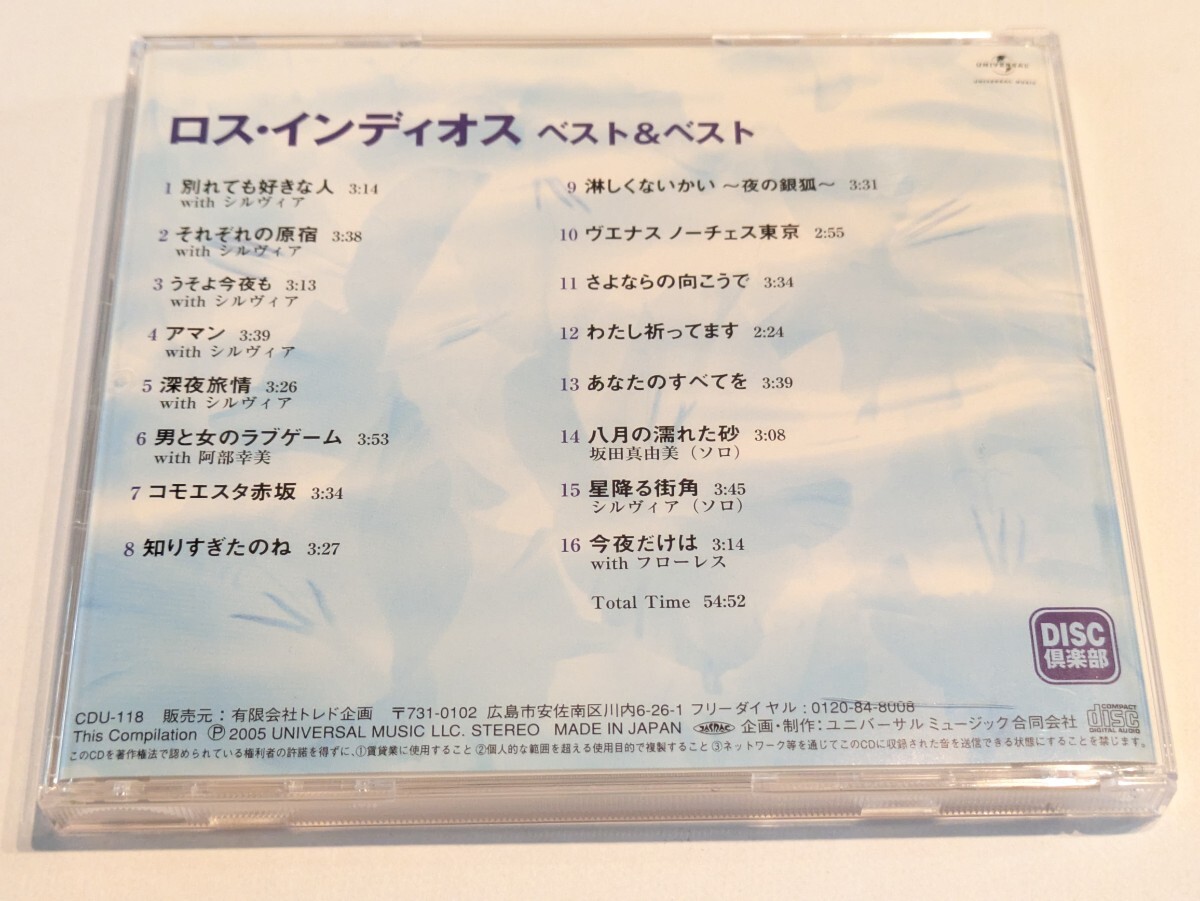 UNIVERSAL
UNIVERSAL MUSIC
ロス・インディオス ベスト&ベスト
1 別れても好きな人 3:14
with シルヴィア
2 それぞれの原宿 3:38
with シルヴィア
3 うそよ今夜も 3:13
with シルヴィア
4 アマン 3:39
with シルヴィア
5 深夜旅情 3:26
with シルヴィア
6 男と女のラブゲーム 3:53
with 阿部幸美
7 コモエスタ赤坂 3:34
8 知りすぎたのね 3:27
9 淋しくないかい 〜夜の銀狐〜 3:31
10 ヴエナス ノーチェス東京 2:55
11 さよならの向こうで 3:34
12 わたし祈ってます 2:24
13 あなたのすべてを 3:39
14 八月の濡れた砂 3:08
坂田真由美(ソロ)
15 星降る街角 3:45
シルヴィア(ソロ)
16 今夜だけは 3:14
with フローレス
Total Time 54:52
DISC
倶楽部
CDU-118 販売元:有限会社トレド企画 〒731-0102 広島市安佐南区川内6-26-1 フリーダイヤル:0120-84-8008
This Compilation Ⓟ 2005 UNIVERSAL MUSIC LLC. STEREO MADE IN JAPAN JASRAC 企画・制作:ユニバーサル ミュージック合同会社
COMPACT
disc
DIGITAL AUDIO
このCDを著作権法で認められている権利者の許諾を得ずに、①賃貸業に使用すること ②個人的な範囲を超える使用目的で複製すること ③ネットワーク等を通じてこのCDに収録された音を送信できる状態にすることを禁じます。